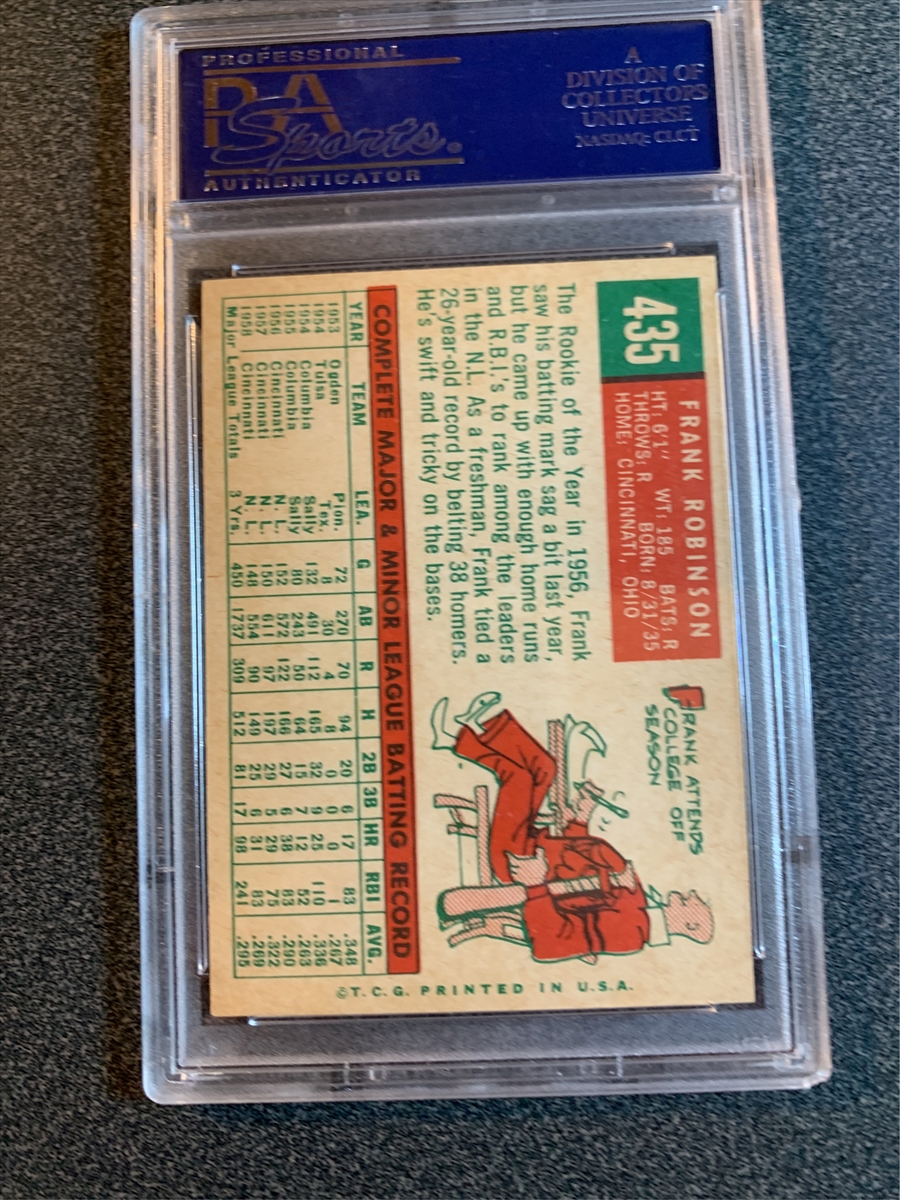 PROFESSIONAL
PSA
Sports.
AUTHENTICATOR
A
DIVISION OF
COLLECTORS
UNIVERSE
NASDAQ: CLCT
435
FRANK ROBINSON
HT: 6'1" WT: 185 BATS: R
THROWS: R BORN: 8/31/35
HOME: CINCINNATI, OHIO
FRANK ATTENDS
COLLEGE OFF
SEASON
The Rookie of the Year in 1956, Frank
saw his batting mark sag a bit last year,
but he came up with enough home runs
and R.B.I.'s to rank among the leaders
in the N.L. As a freshman, Frank tied a
26-year-old record by belting 38 homers.
He's swift and tricky on the bases.
COMPLETE MAJOR & MINOR LEAGUE BATTING RECORD
YEAR TEAM LEA. G AB R H 2B 3B HR RBI AVG.
1953 Ogden Pion. 72 270 70 94 20 6 17 83 .348
1954 Tulsa Tex. 8 30 4 8 0 0 0 1 .267
1954 Columbia Sally 132 491 112 165 32 9 25 110 .336
1955 Columbia Sally 80 243 50 64 15 7 12 52 .263
1956 Cincinnati N. L. 152 572 122 166 27 6 38 83 .290
1957 Cincinnati N. L. 150 611 97 197 29 5 29 75 .322
1958 Cincinnati N. L. 148 554 90 149 25 6 31 83 .269
Major League Totals 3 Yrs. 450 1737 309 512 81 17 98 241 .295
©T.C.G. PRINTED IN U.S.A.